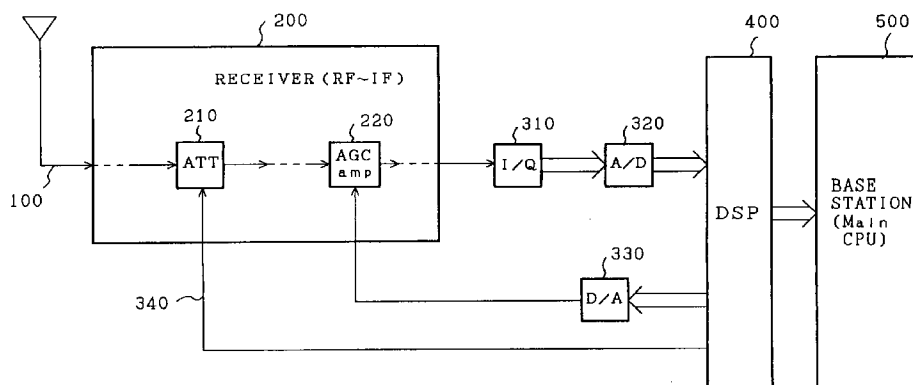 200
400
500
RECEIVER (RF~IF)
210
220
310
320
ATT
AGC
amp
I/Q
A/D
100
DSP
BASE
STATION
(Main
CPU)
330
D/A
340